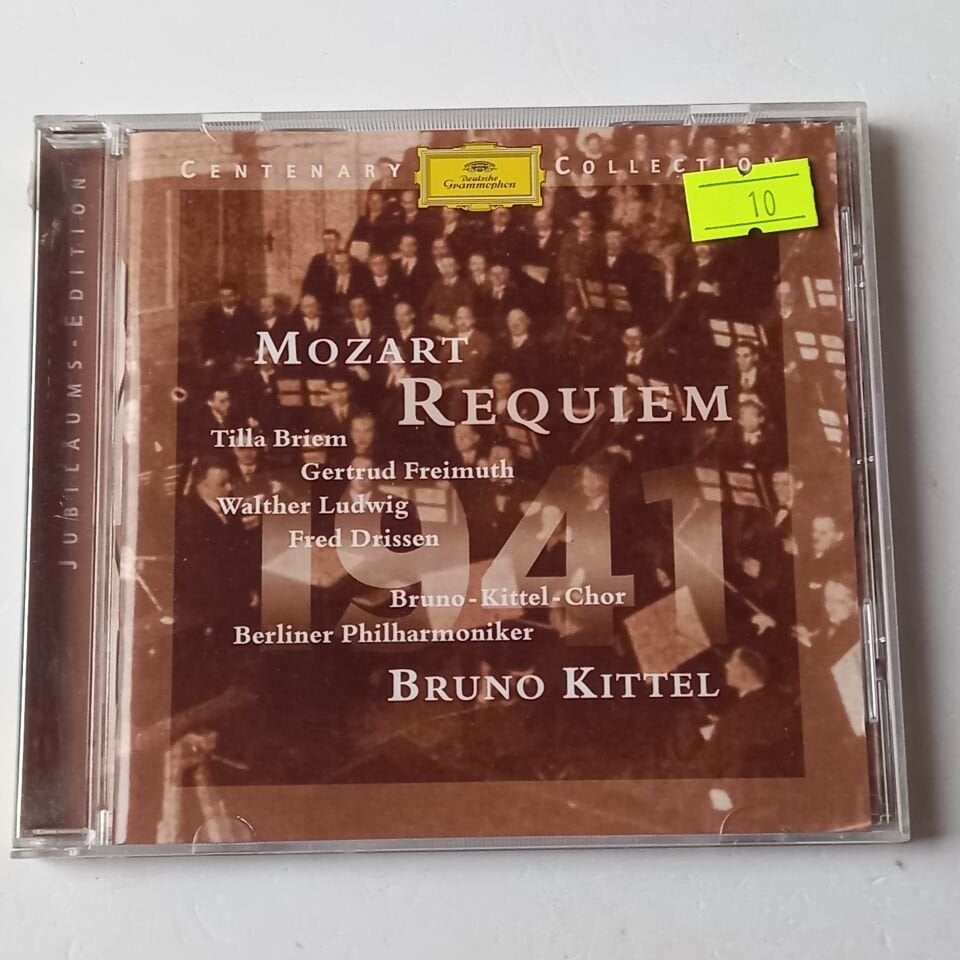 CENTENARY COLLECTION
Deutsche
Grammophon
10
JUBILÄUMS-EDITION
MOZART
REQUIEM
Tilla Briem
Gertrud Freimuth
Walther Ludwig
Fred Drissen
1941
Bruno-Kittel-Chor
Berliner Philharmoniker
BRUNO KITTEL